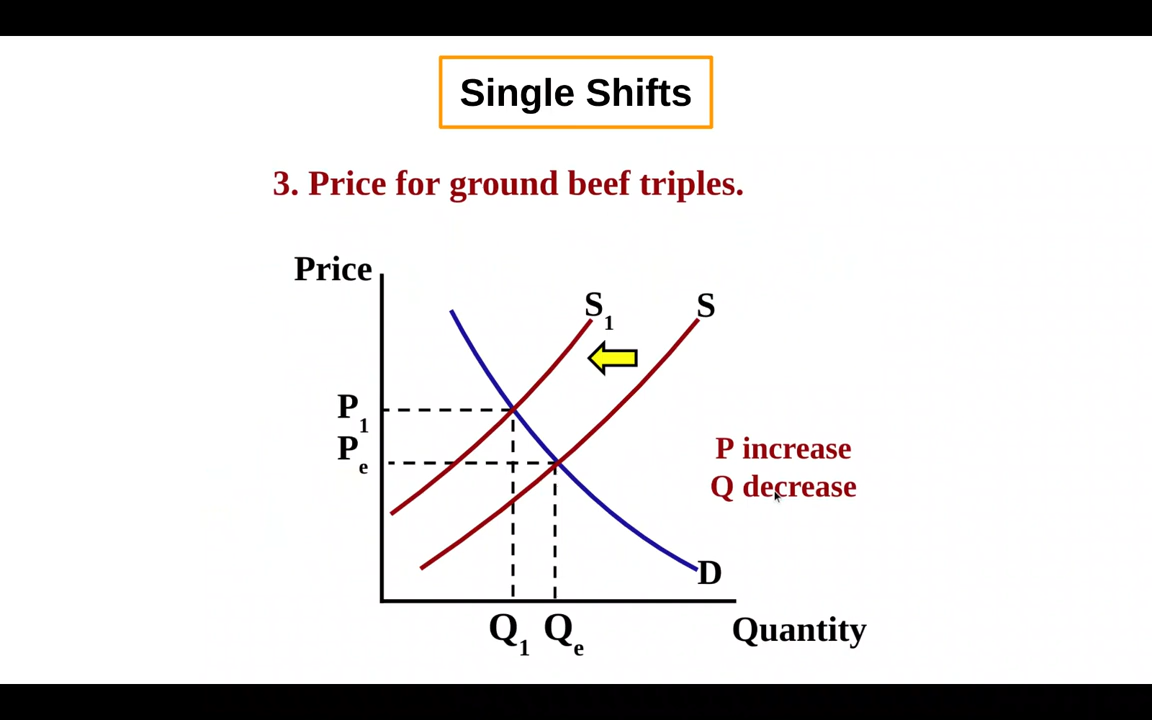 Single Shifts
3. Price for ground beef triples.
Price
S1
S
P1
Pe
P increase
Q decrease
D
Q1 Qe
Quantity